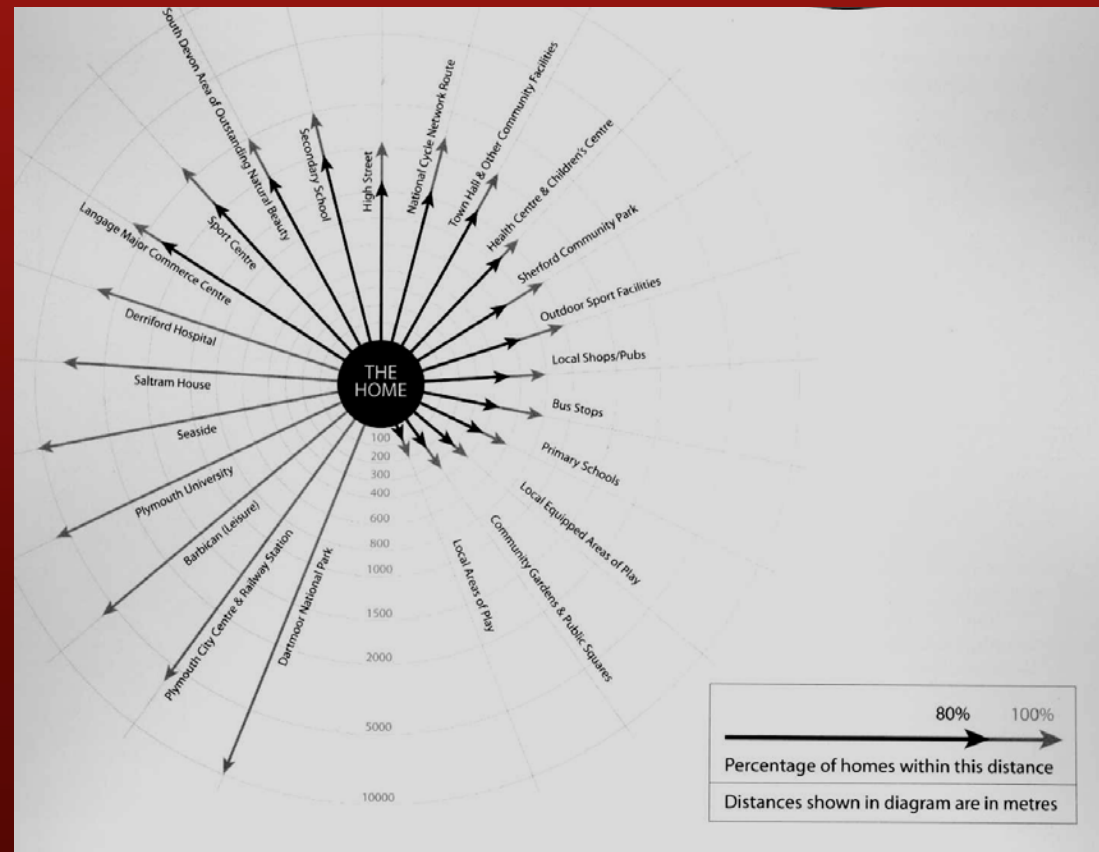 South Devon Area of Outstanding Natural Beauty
Secondary School
High Street
National Cycle Network Route
Town Hall & Other Community Facilities
Health Centre & Children's Centre
Sherford Community Park
Outdoor Sport Facilities
Local Shops/Pubs
Bus Stops
Primary Schools
Local Equipped Areas of Play
Community Gardens & Public Squares
Local Areas of Play
Dartmoor National Park
Plymouth City Centre & Railway Station
Barbican (Leisure)
Plymouth University
Seaside
Saltram House
Derriford Hospital
Langage Major Commerce Centre
Sport Centre
THE
HOME
100
200
300
400
600
800
1000
1500
2000
5000
10000
80% 100%
Percentage of homes within this distance
Distances shown in diagram are in metres